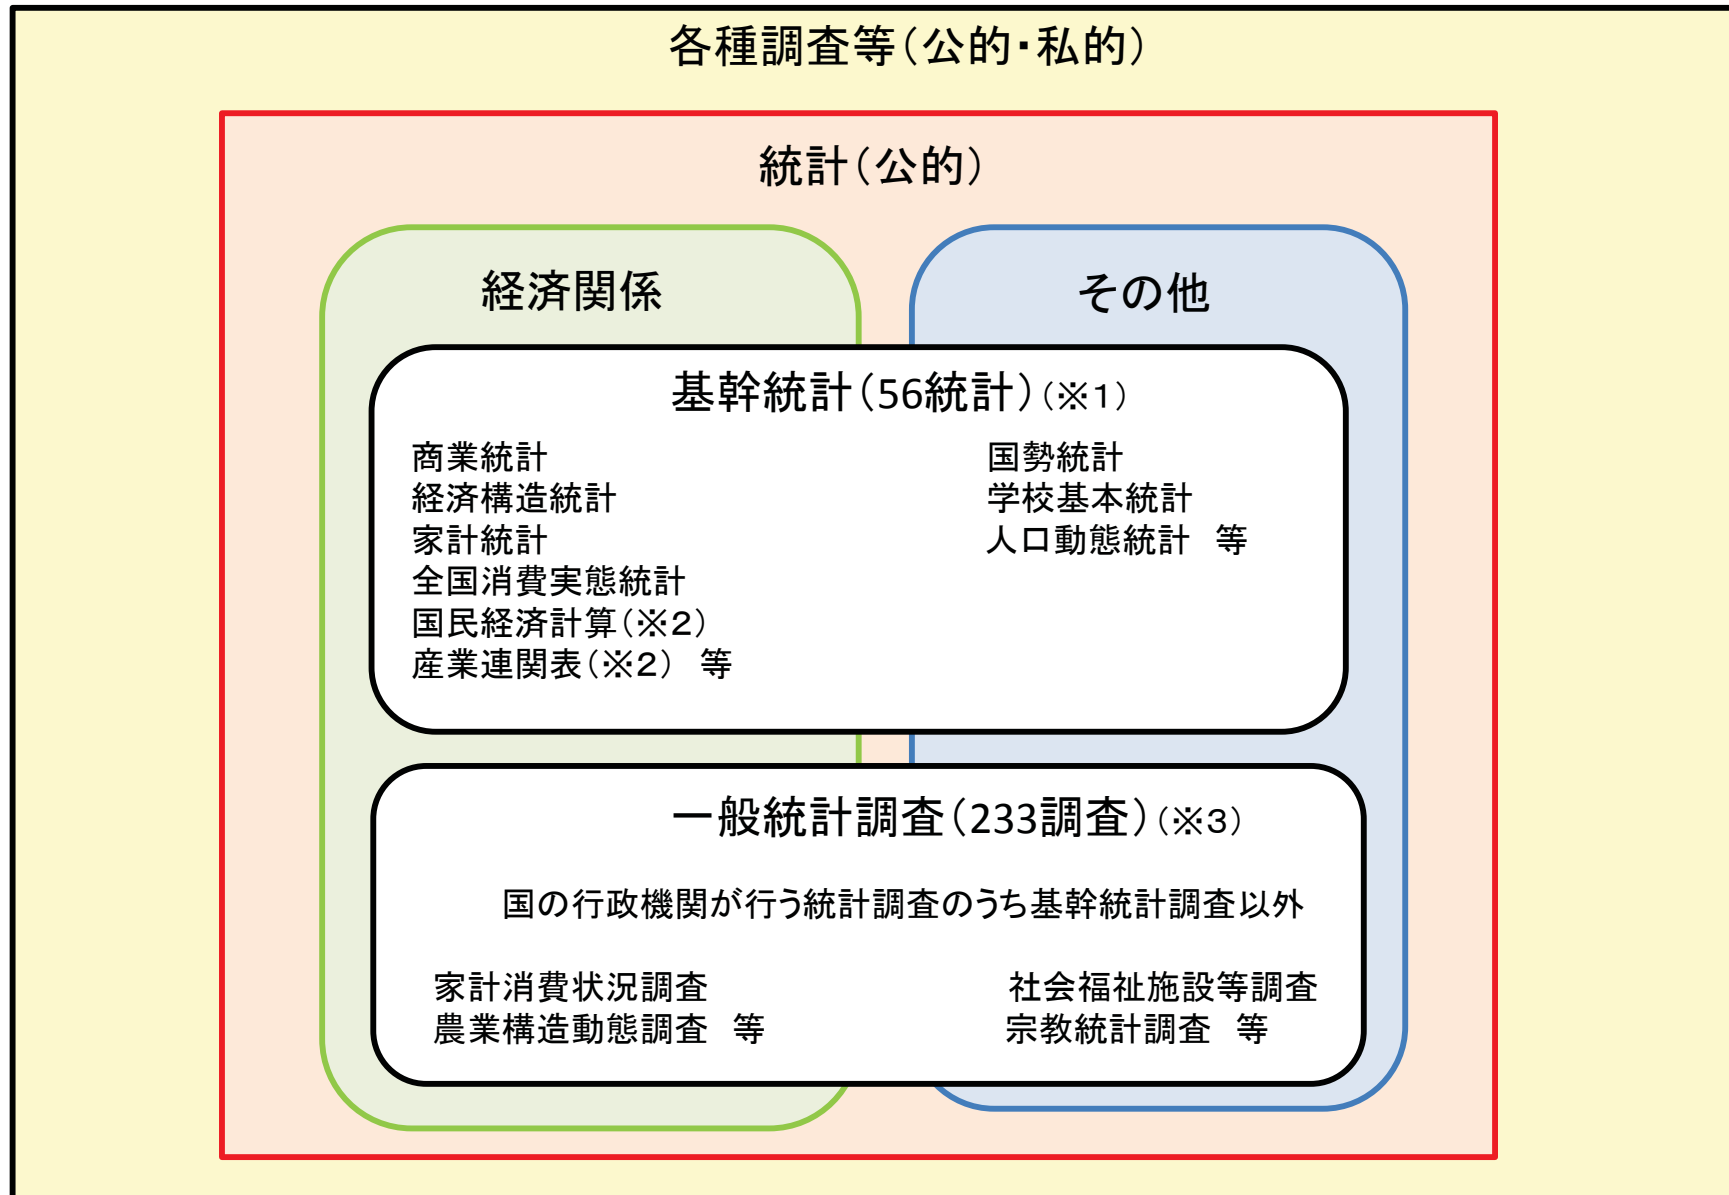 各種調査等（公的・私的）
統計（公的）
経済関係
その他
基幹統計（56統計）（※１）
商業統計
経済構造統計
家計統計
全国消費実態統計
国民経済計算（※２）
産業連関表（※２）　等
国勢統計
学校基本統計
人口動態統計　等
一般統計調査（233調査）（※３）
国の行政機関が行う統計調査のうち基幹統計調査以外
家計消費状況調査
農業構造動態調査　等
社会福祉施設等調査
宗教統計調査　等